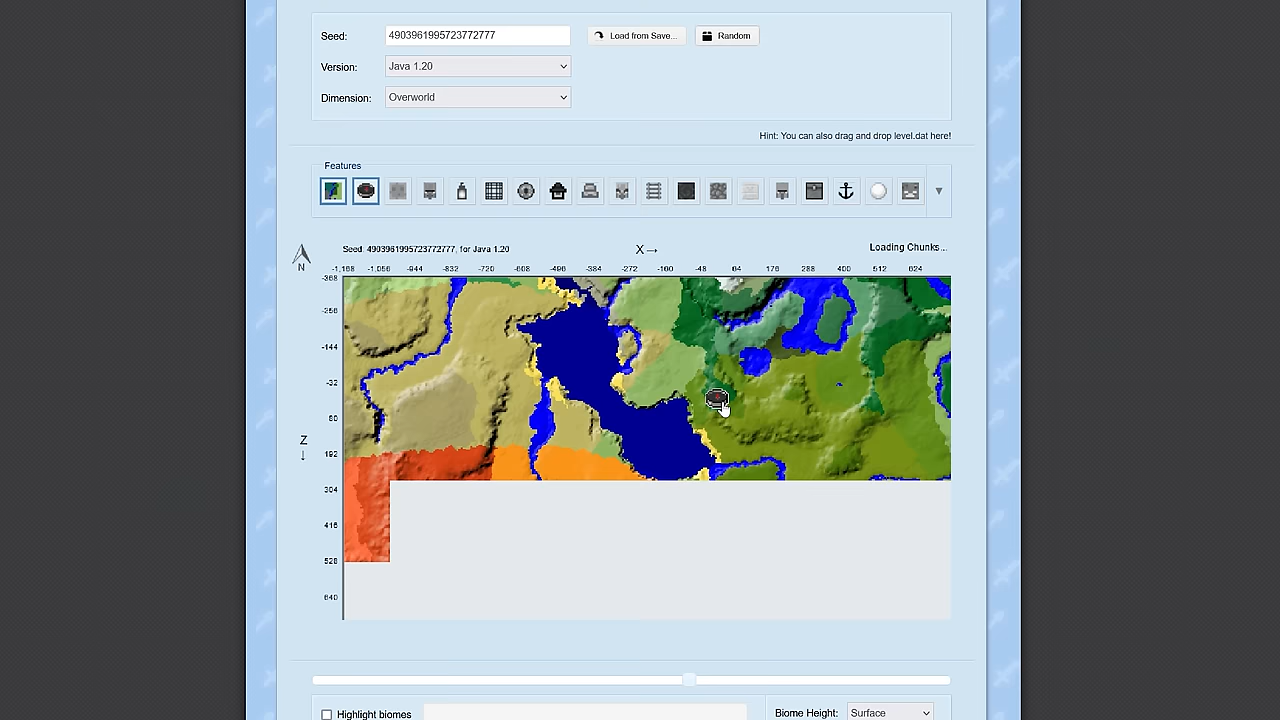 Seed: 4903961995723772777 Load from Save... Random
Version: Java 1.20
Dimension: Overworld
Hint: You can also drag and drop level.dat here!
Features
Seed: 4903961995723772777, for Java 1.20 X→ Loading Chunks...
N
-1,168 -1,056 -944 -832 -720 -608 -496 -384 -272 -160 -48 64 176 288 400 512 624
-368
-256
-144
-32
80
Z
192
304
416
528
640
Highlight biomes Biome Height: Surface